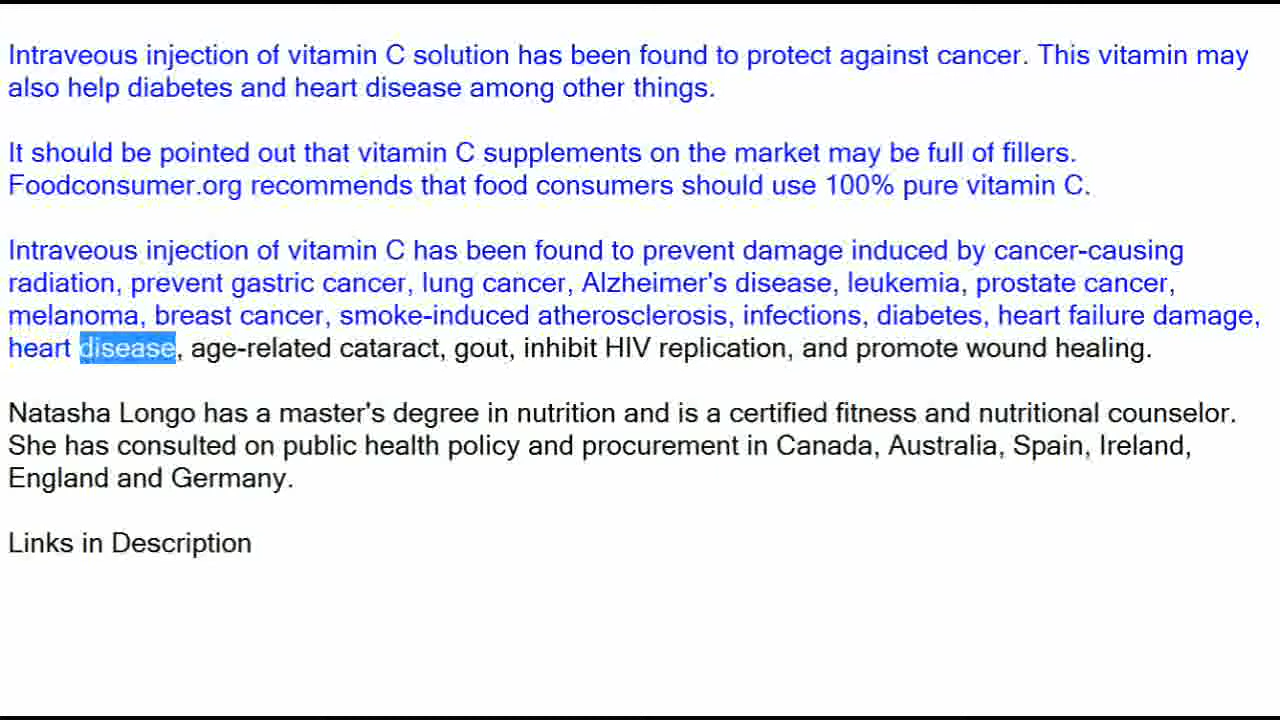 Intraveous injection of vitamin C solution has been found to protect against cancer. This vitamin may
also help diabetes and heart disease among other things.
It should be pointed out that vitamin C supplements on the market may be full of fillers.
Foodconsumer.org recommends that food consumers should use 100% pure vitamin C.
Intraveous injection of vitamin C has been found to prevent damage induced by cancer-causing
radiation, prevent gastric cancer, lung cancer, Alzheimer's disease, leukemia, prostate cancer,
melanoma, breast cancer, smoke-induced atherosclerosis, infections, diabetes, heart failure damage,
heart disease, age-related cataract, gout, inhibit HIV replication, and promote wound healing.
Natasha Longo has a master's degree in nutrition and is a certified fitness and nutritional counselor.
She has consulted on public health policy and procurement in Canada, Australia, Spain, Ireland,
England and Germany.
Links in Description